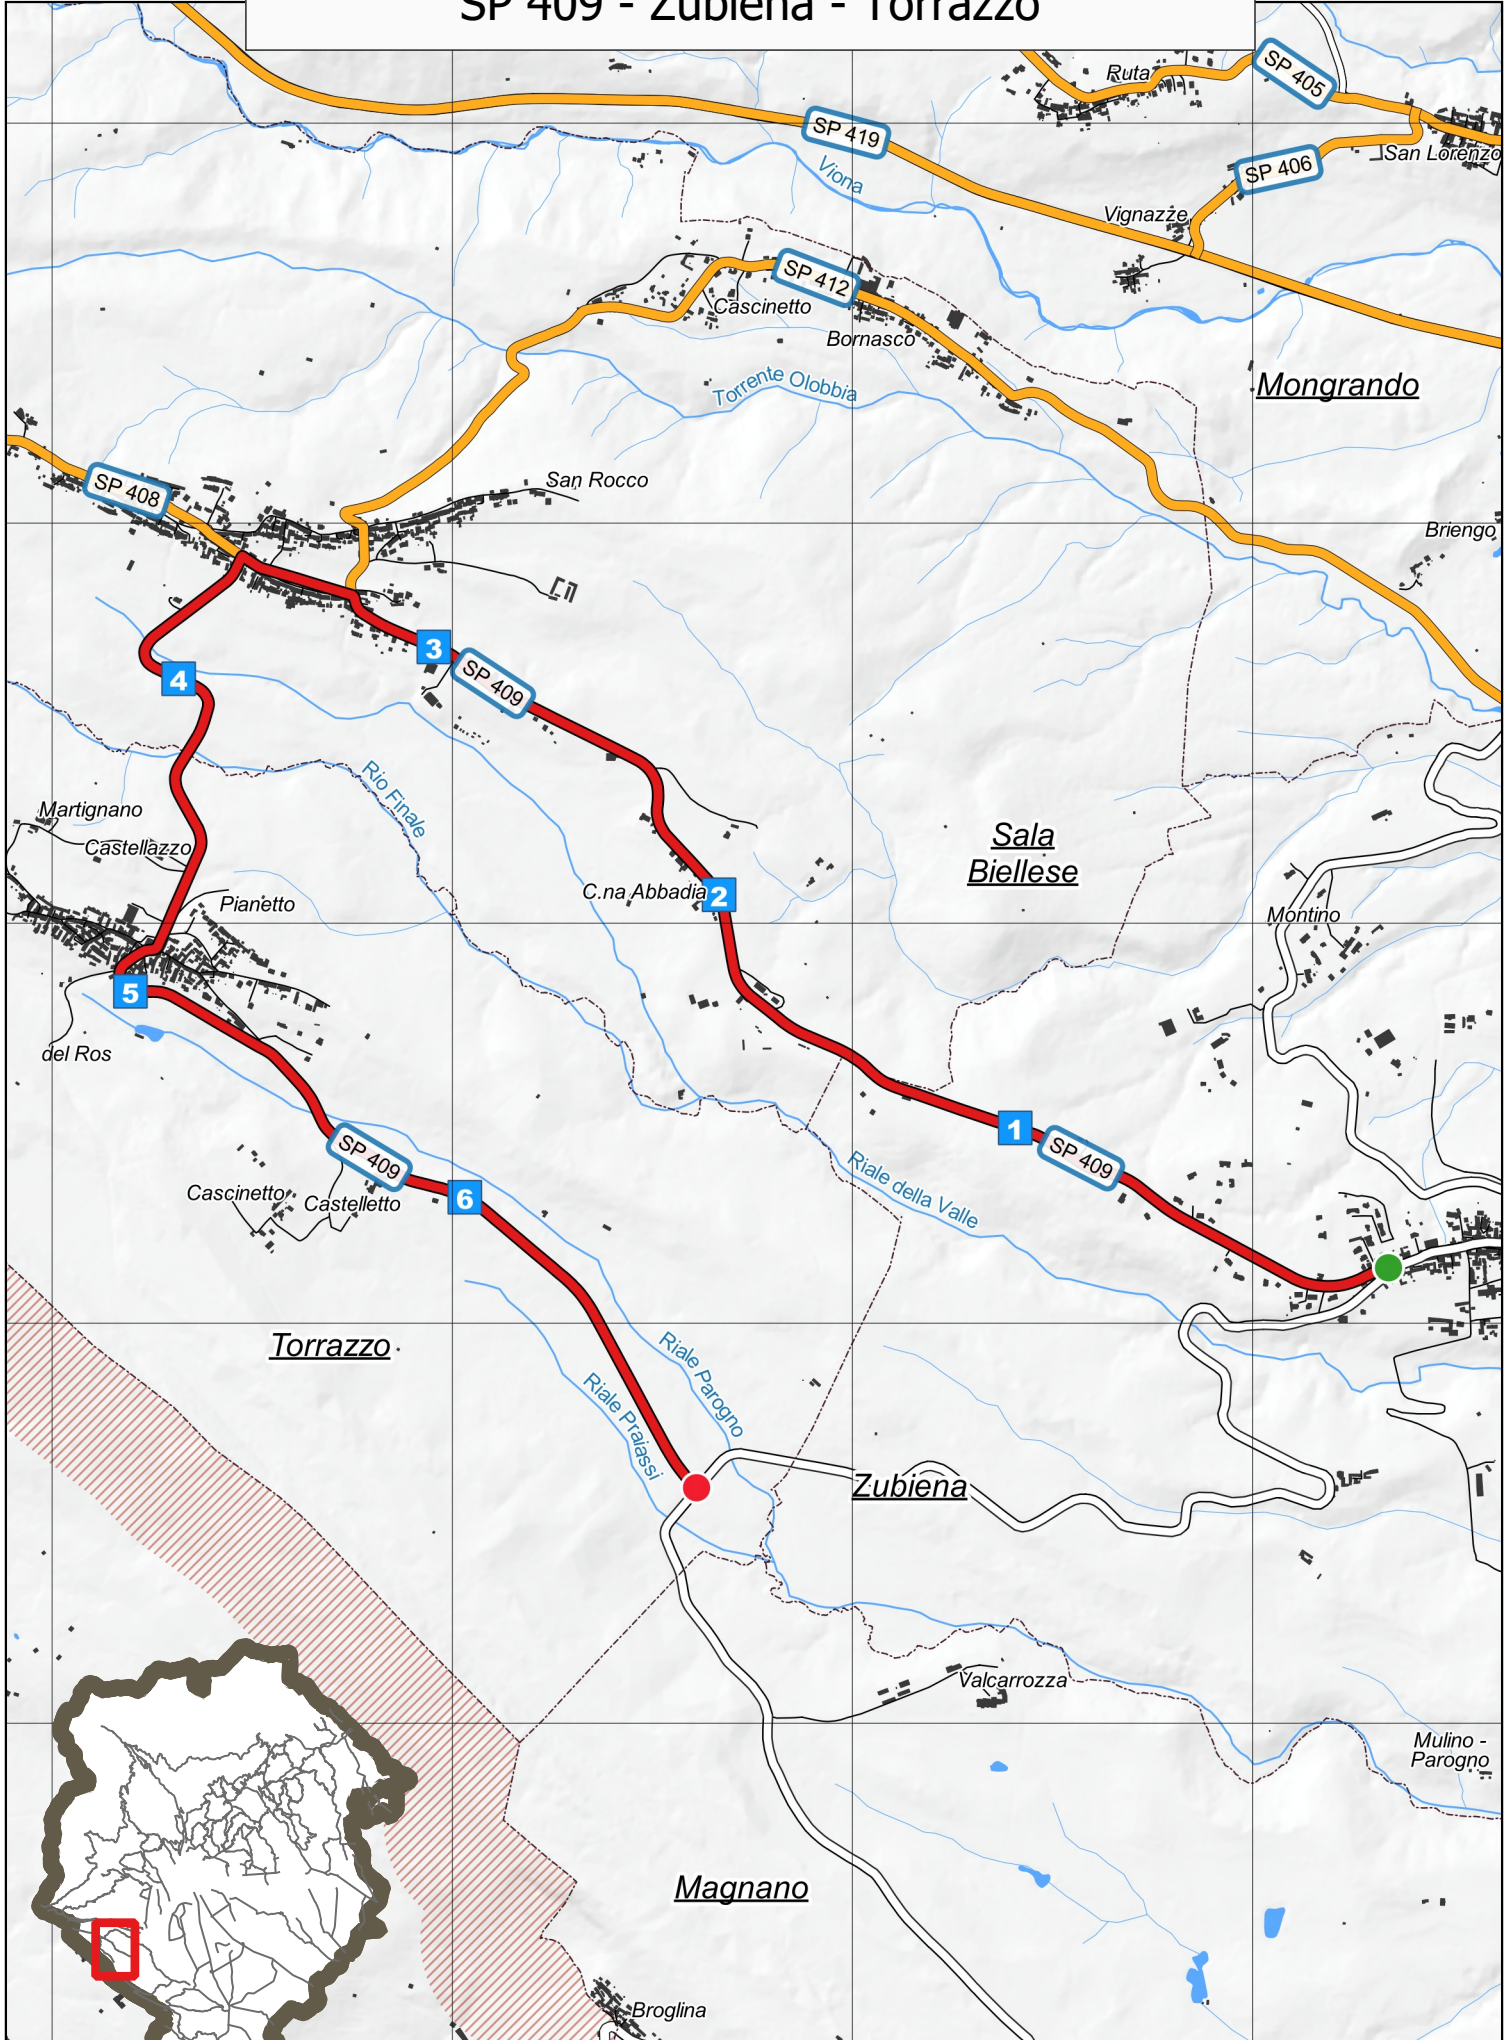 SP 409 - Zubiena - Torrazzo
Ruta
SP 405
SP 419
San Lorenzo
SP 406
Viona
Vignazze
SP 412
Cascinetto
Bornasco
Torrente Olobbia
Mongrando
San Rocco
SP 408
Briengo
3
SP 409
4
Rio Finale
Martignano
Castellazzo
Sala
Biellese
C.na Abbadia
2
Pianetto
Montino
5
del Ros
1
SP 409
SP 409
Riale della Valle
6
Cascinetto
Castelletto
Torrazzo
Riale Parogno
Riale Praiassi
Zubiena
Valcarrozza
Mulino -
Parogno
Magnano
Broglina